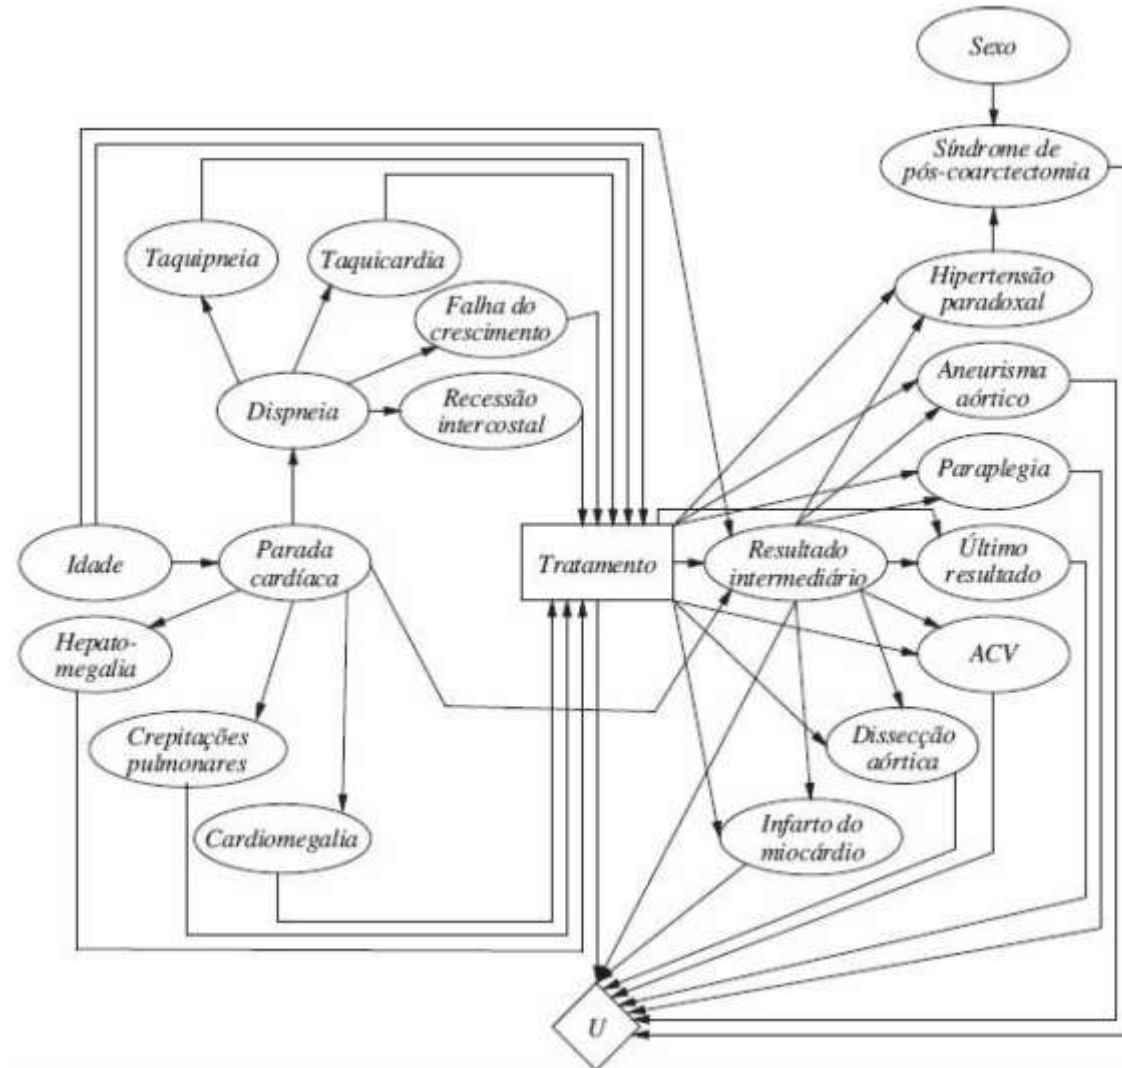 Sexo
Síndrome de
pós-coarctectomia
Taquipneia
Taquicardia
Hipertensão
paradoxal
Falha do
crescimento
Dispneia
Recessão
intercostal
Aneurisma
aórtico
Paraplegia
Idade
Parada
cardíaca
Tratamento
Resultado
intermediário
Último
resultado
Hepato-
megalia
ACV
Crepitações
pulmonares
Dissecção
aórtica
Cardiomegalia
Infarto do
miocárdio
U